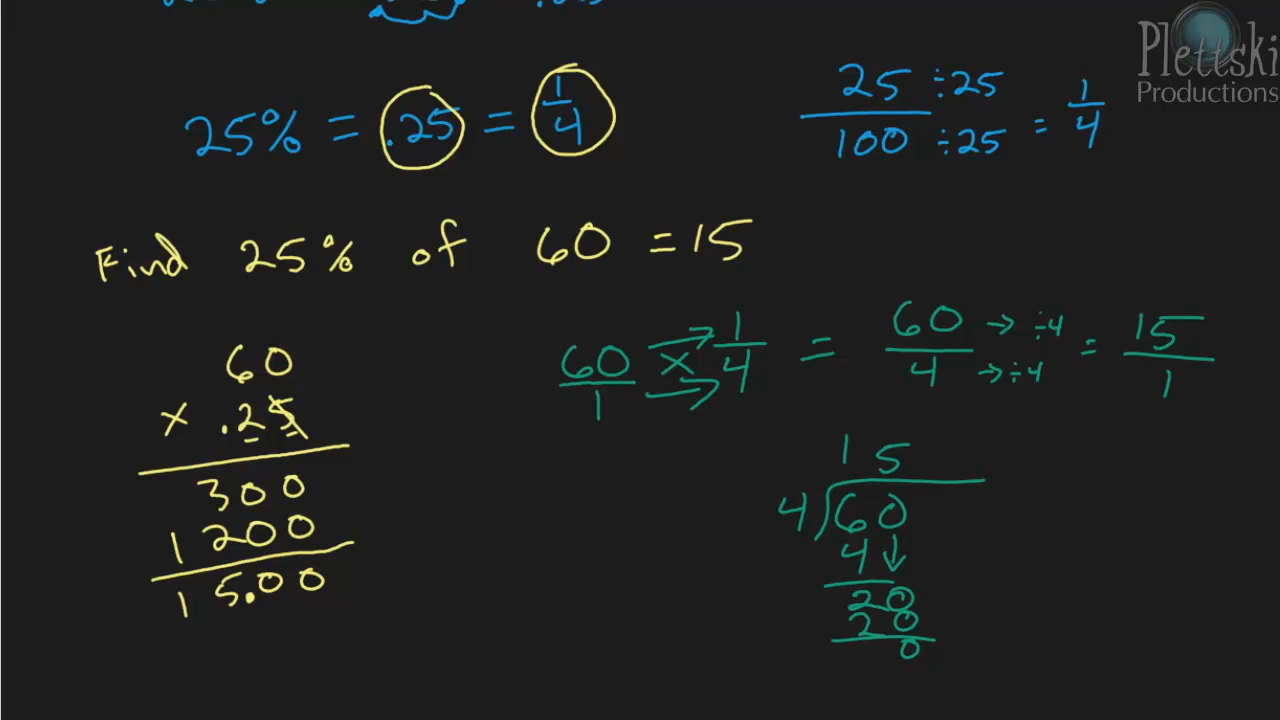 25% = .25 = 1/4
25 ÷25
100 ÷25
= 1/4
Plettski
Productions
Find 25% of 60 = 15
60
x .25
300
1200
15.00
60/1 x 1/4 = 60/4 → ÷4 → ÷4 = 15/1
15
4)60
4↓
20
20
0